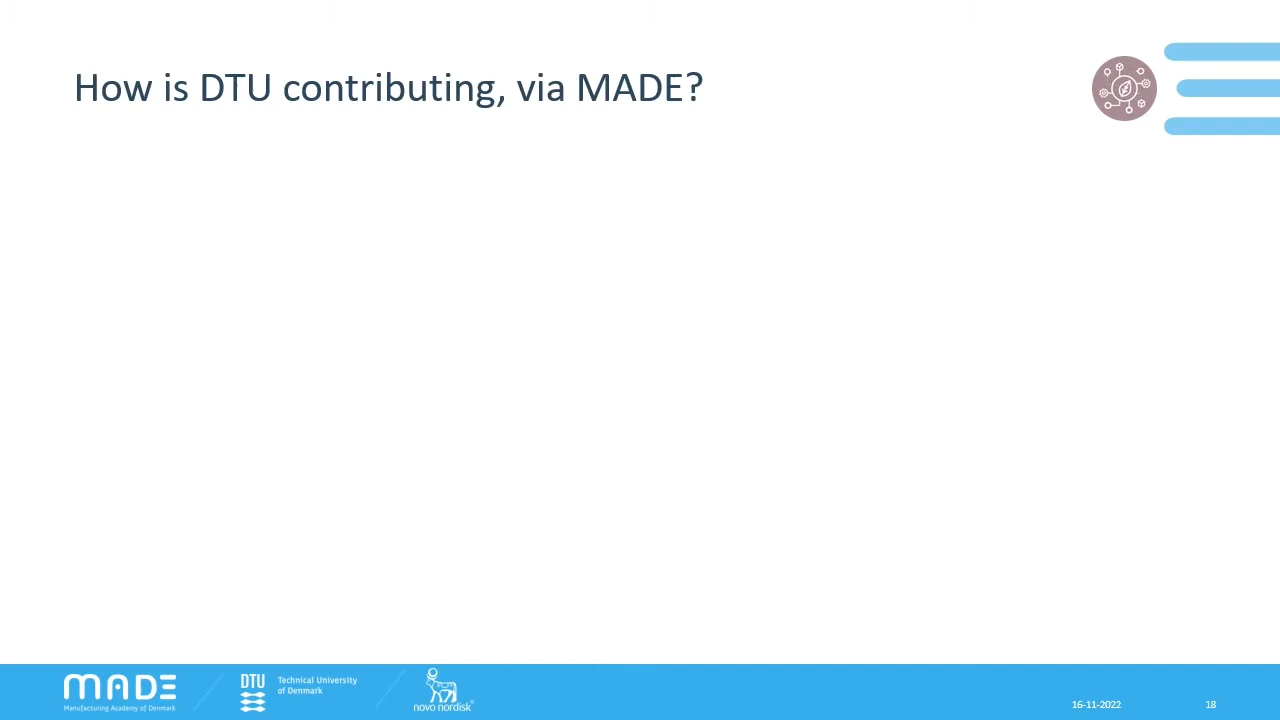 How is DTU contributing, via MADE?
MADE
Manufacturing Academy of Denmark
DTU
Technical University
of Denmark
novo nordisk®
16-11-2022
18